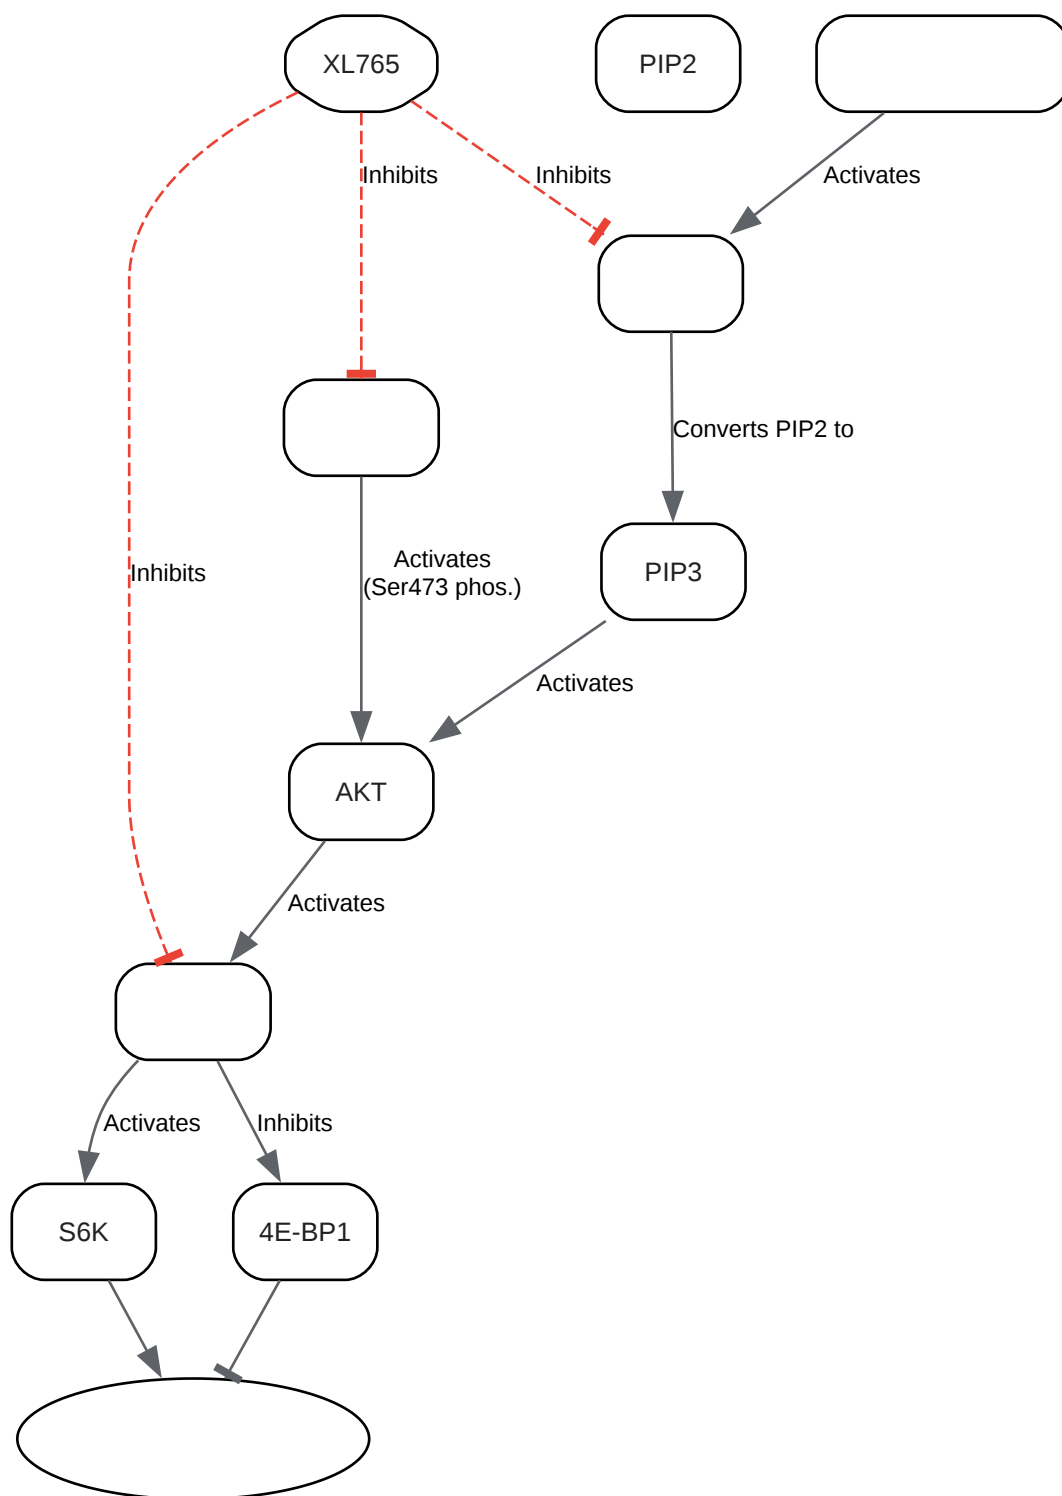 XL765
PIP2
Inhibits
Inhibits
Activates
Converts PIP2 to
Activates
(Ser473 phos.)
Inhibits
PIP3
Activates
AKT
Activates
Activates
Inhibits
S6K
4E-BP1